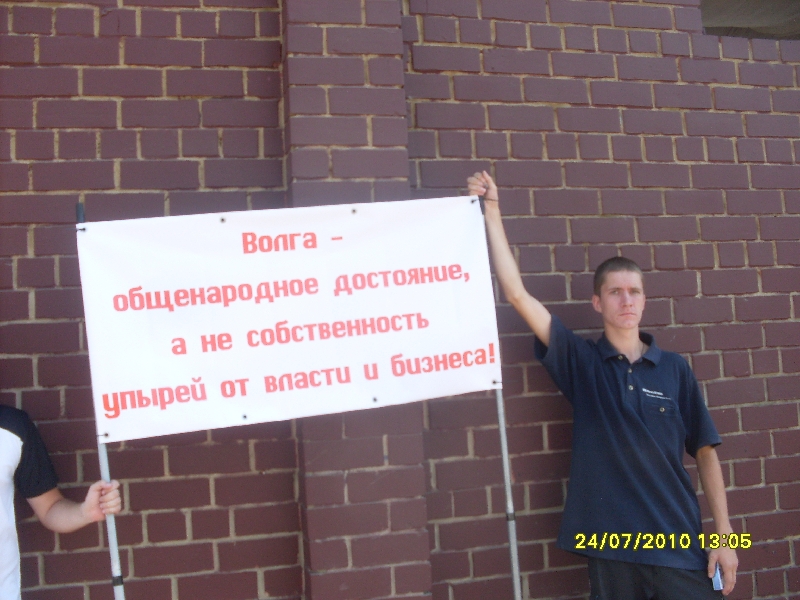 Волга -
общенародное достояние,
а не собственность
упырей от власти и бизнеса!
24/07/2010 13:05